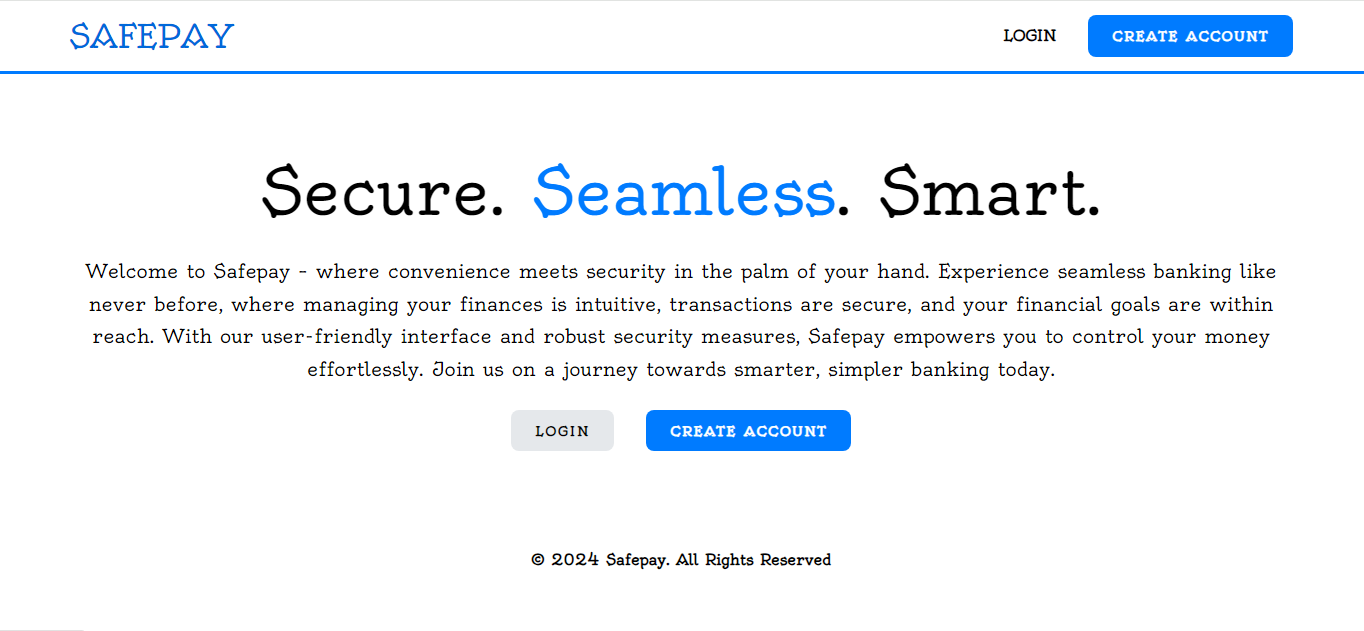 SAFEPAY
LOGIN
CREATE ACCOUNT
Secure. Seamless. Smart.
Welcome to Safepay - where convenience meets security in the palm of your hand. Experience seamless banking like
never before, where managing your finances is intuitive, transactions are secure, and your financial goals are within
reach. With our user-friendly interface and robust security measures, Safepay empowers you to control your money
effortlessly. Join us on a journey towards smarter, simpler banking today.
LOGIN
CREATE ACCOUNT
© 2024 Safepay. All Rights Reserved